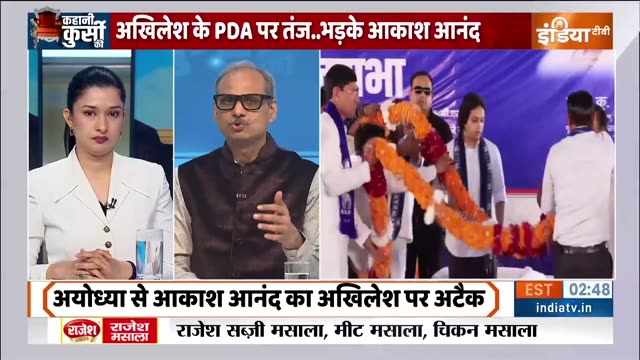 कहानी
कुर्सी की
अखिलेश के PDA पर तंज..भड़के आकाश आनंद
इंडिया टीवी
अयोध्या से आकाश आनंद का अखिलेश पर अटैक
EST 02:48
indiatv.in
राजेश
राजेश
मसाला
राजेश सब्ज़ी मसाला, मीट मसाला, चिकन मसाला